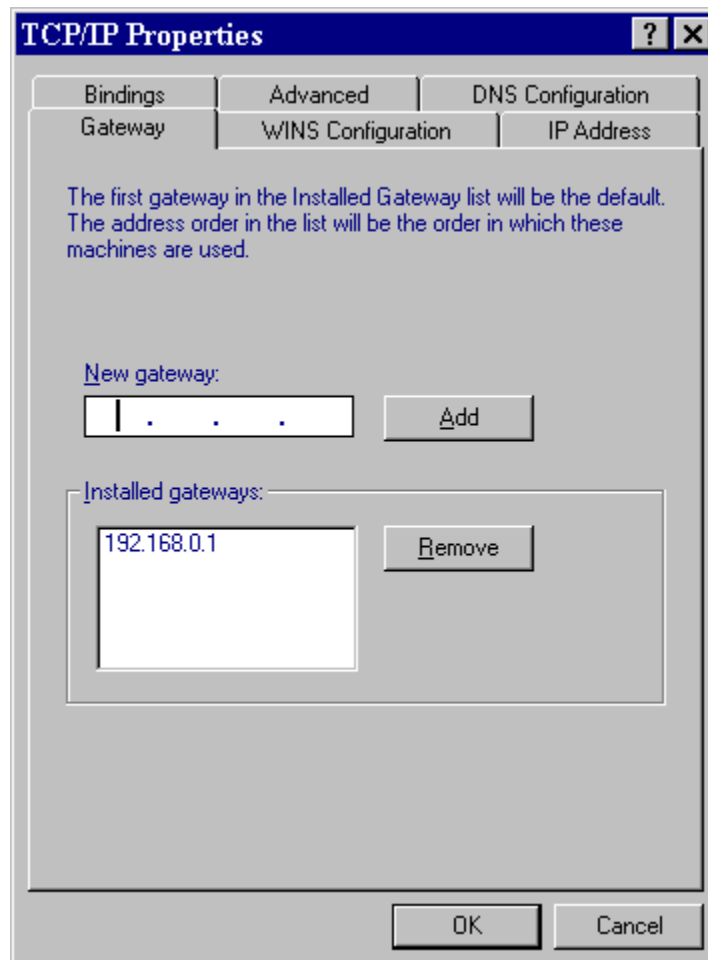 TCP/IP Properties
Bindings Advanced DNS Configuration
Gateway WINS Configuration IP Address
The first gateway in the Installed Gateway list will be the default.
The address order in the list will be the order in which these
machines are used.
New gateway:
. . . Add
Installed gateways:
192.168.0.1 Remove
OK Cancel